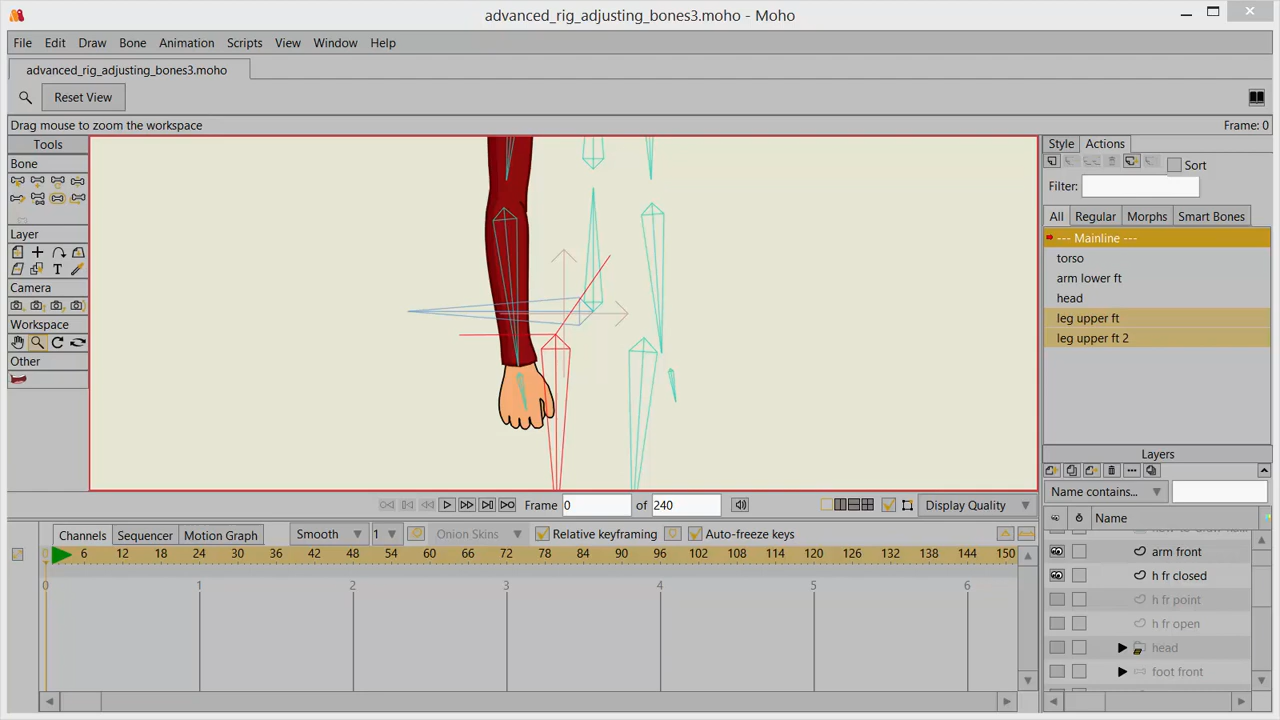 advanced_rig_adjusting_bones3.moho - Moho
File Edit Draw Bone Animation Scripts View Window Help
advanced_rig_adjusting_bones3.moho
Reset View
Drag mouse to zoom the workspace Frame: 0
Tools Style Actions
Bone Sort
Filter:
All Regular Morphs Smart Bones
Layer --- Mainline ---
torso
arm lower ft
Camera head
leg upper ft
Workspace leg upper ft 2
Other
Layers
Name contains...
Frame 0 of 240 Display Quality
Name
Channels Sequencer Motion Graph Smooth 1 Onion Skins Relative keyframing Auto-freeze keys
0 6 12 18 24 30 36 42 48 54 60 66 72 78 84 90 96 102 108 114 120 126 132 138 144 150
arm front
h fr closed
0 1 2 3 4 5 6
h fr point
h fr open
head
foot front